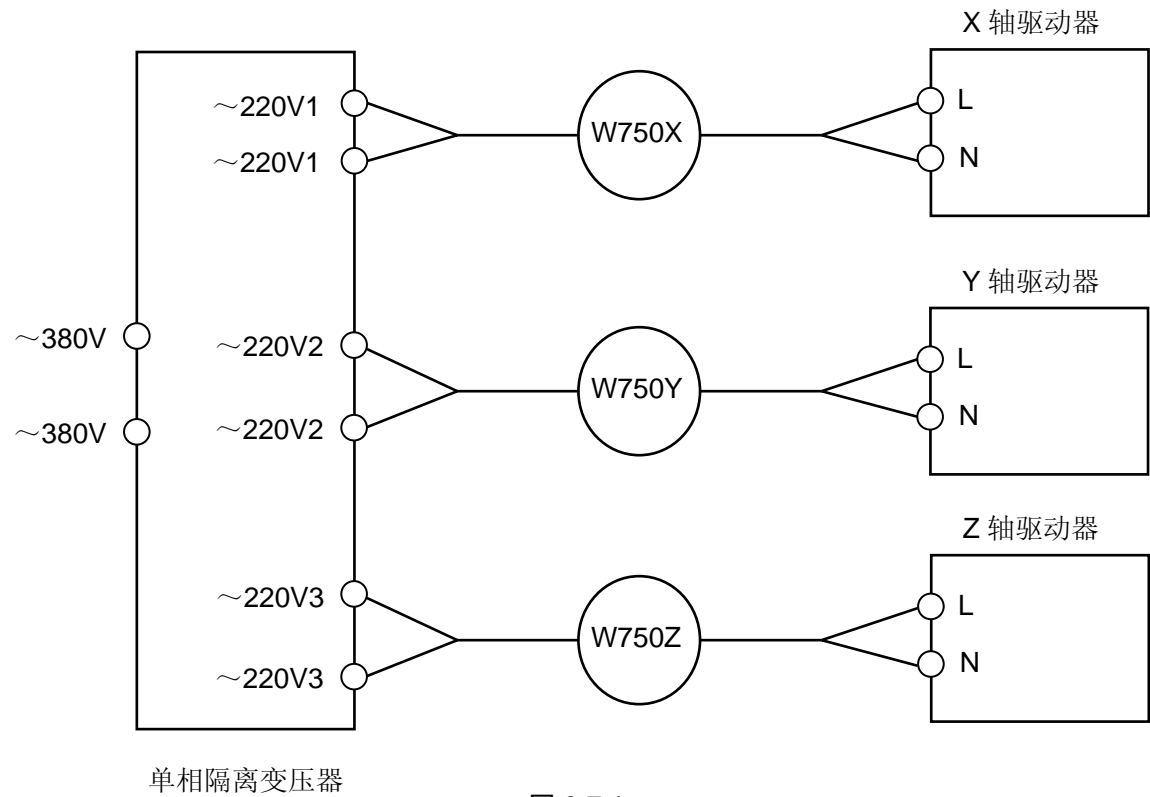 X 轴驱动器
～220V1
W750X
L
～220V1
N
Y 轴驱动器
～380V
～220V2
W750Y
L
～380V
～220V2
N
Z 轴驱动器
～220V3
W750Z
L
～220V3
N
单相隔离变压器